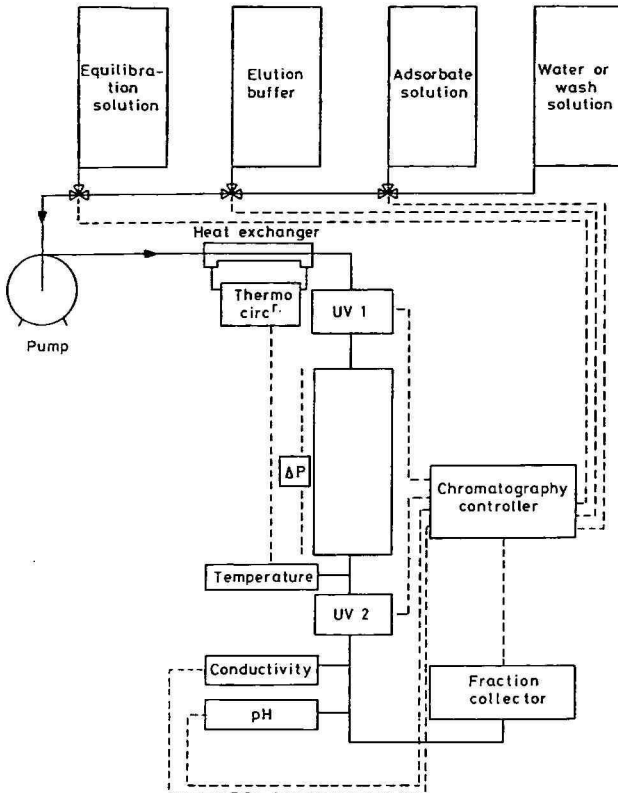 Equilibra-
tion
solution
Elution
buffer
Adsorbate
solution
Water or
wash
solution
Heat exchanger
Thermo
circr.
UV 1
Pump
ΔP
Chromatography
controller
Temperature
UV 2
Conductivity
Fraction
collector
pH